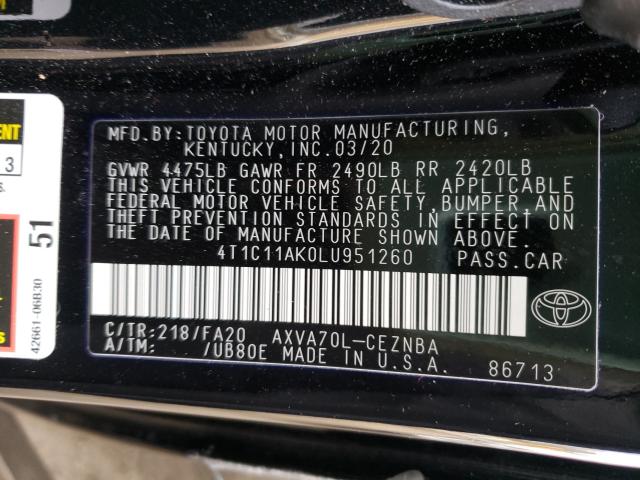 MFD.BY:TOYOTA MOTOR MANUFACTURING,
KENTUCKY,INC.03/20
GVWR 4475LB GAWR FR 2490LB RR 2420LB
THIS VEHICLE CONFORMS TO ALL APPLICABLE
FEDERAL MOTOR VEHICLE SAFETY,BUMPER,AND
THEFT PREVENTION STANDARDS IN EFFECT ON
THE DATE OF MANUFACTURE SHOWN ABOVE.
4T1C11AK0LU951260 PASS.CAR
C/TR:218/FA20 AXVA70L-CEZNBA
A/TM: /UB80E MADE IN U.S.A. 86713
3
51
42661-06B30